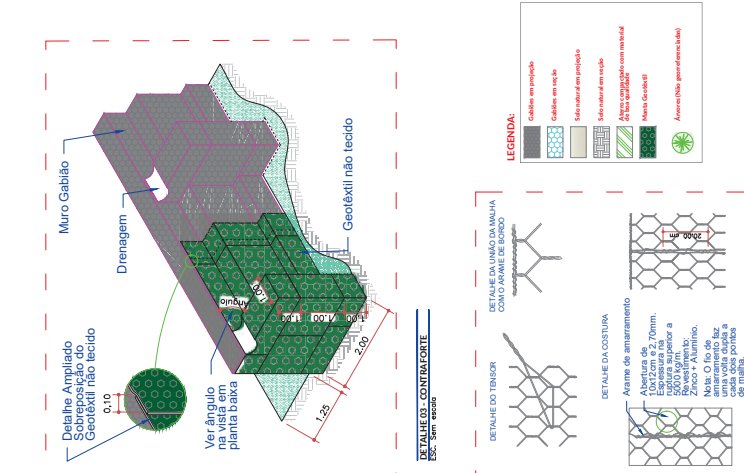 Muro Gabião
Drenagem
Geotêxtil não tecido
Detalhe Ampliado
Sobreposição do
Geotêxtil não tecido
0,10
Ver ângulo
na vista em
planta baixa
Ângulo
1,00
1,00
1,00
1,00
2,00
1,25
DETALHE 03 - CONTRAFORTE
ESC. Sem escala
LEGENDA:
Gabiões em projeção
Gabiões em seção
Solo natural em projeção
Solo natural em seção
Aterro compactado com material
de boa qualidade
Manta Geotêxtil
Árvores (Não georreferenciadas)
DETALHE DA UNIÃO DA MALHA
COM O ARAME DE BORDO
DETALHE DO TENSOR
20,00 cm
DETALHE DA COSTURA
Arame de amarramento
Abertura de
10x12cm e 2,70mm.
Espessura na
ruptura superior a
5000 kg/m.
Revestimento:
Zinco + Alumínio.
Nota: O fio de
amarramento faz
uma volta dupla a
cada dois pontos
de malha.